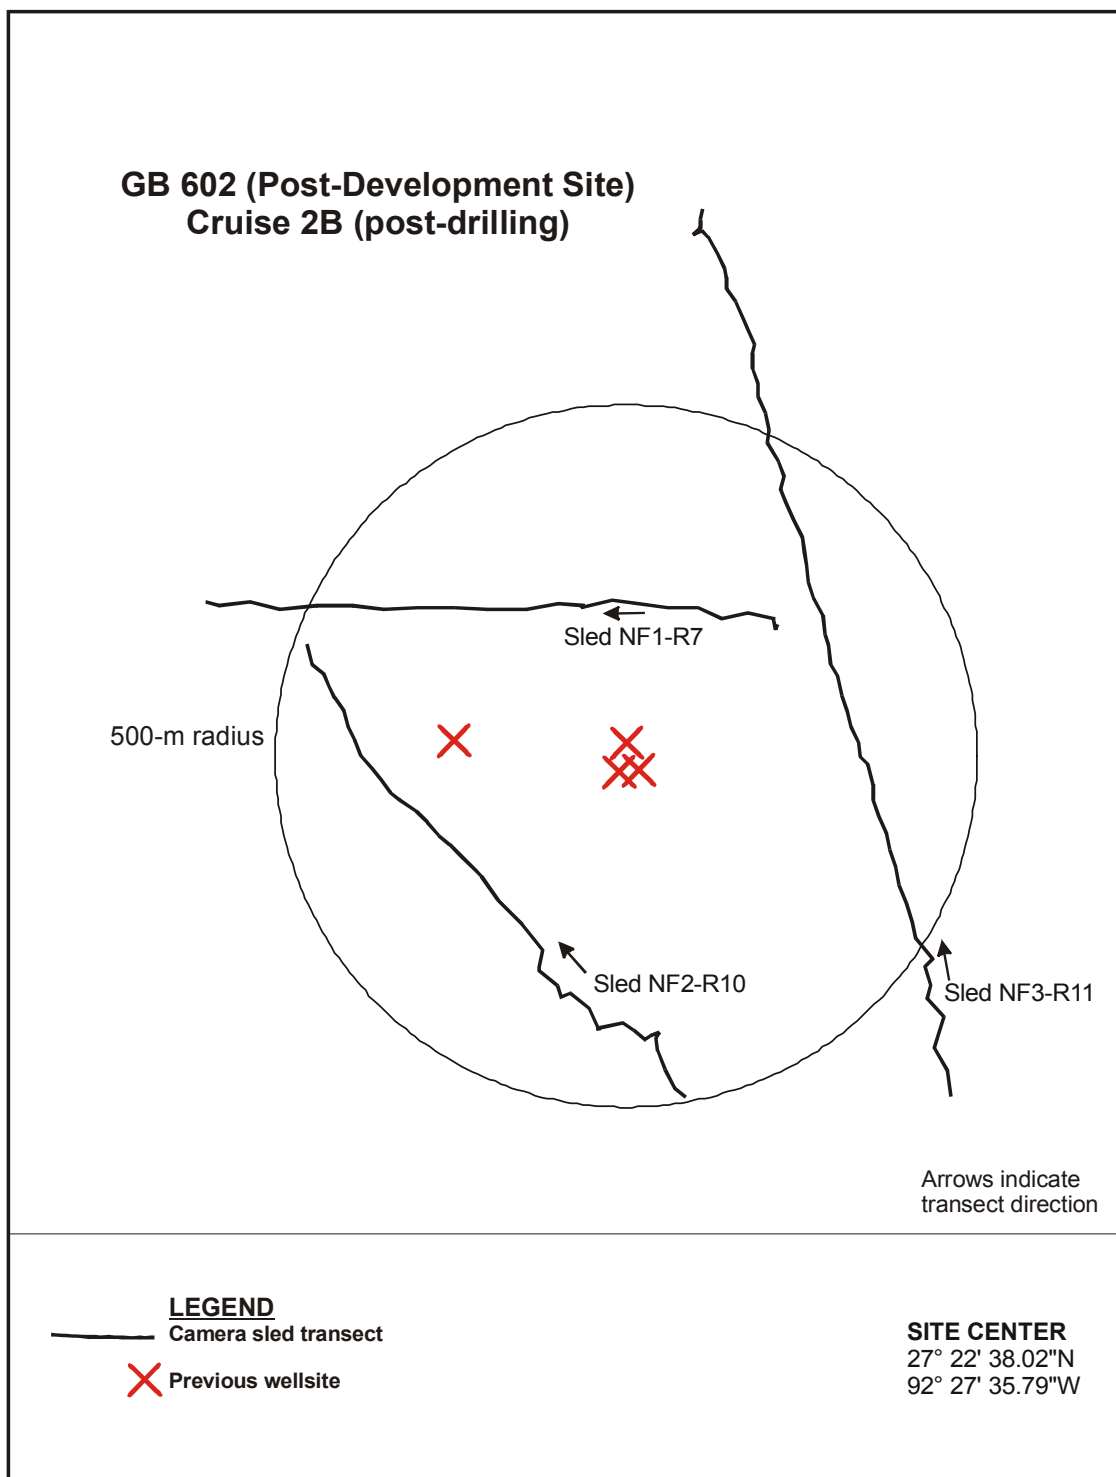 GB 602 (Post-Development Site)
Cruise 2B (post-drilling)
Sled NF1-R7
500-m radius
Sled NF2-R10
Sled NF3-R11
Arrows indicate
transect direction
LEGEND
Camera sled transect
Previous wellsite
SITE CENTER
27° 22' 38.02"N
92° 27' 35.79"W